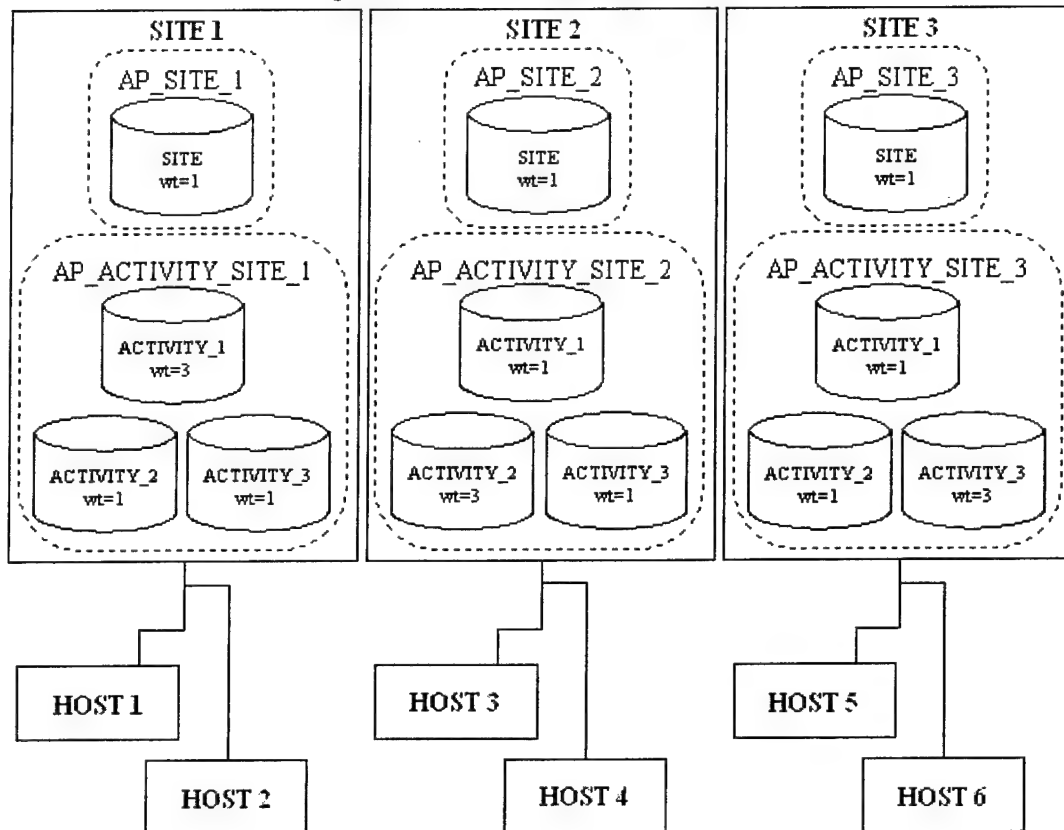 SITE 1
AP_SITE_1
SITE
wt=1
AP_ACTIVITY_SITE_1
ACTIVITY_1
wt=3
ACTIVITY_2
wt=1
ACTIVITY_3
wt=1
HOST 1
HOST 2
SITE 2
AP_SITE_2
SITE
wt=1
AP_ACTIVITY_SITE_2
ACTIVITY_1
wt=1
ACTIVITY_2
wt=3
ACTIVITY_3
wt=1
HOST 3
HOST 4
SITE 3
AP_SITE_3
SITE
wt=1
AP_ACTIVITY_SITE_3
ACTIVITY_1
wt=1
ACTIVITY_2
wt=1
ACTIVITY_3
wt=3
HOST 5
HOST 6